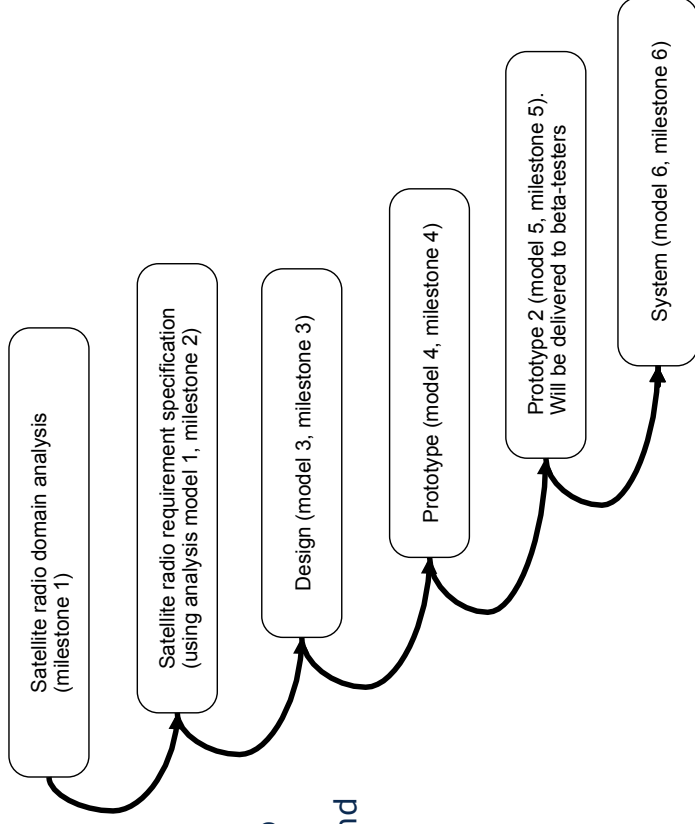 Satellite radio domain analysis
(milestone 1)
Satellite radio requirement specification
(using analysis model 1, milestone 2)
Design (model 3, milestone 3)
Prototype (model 4, milestone 4)
Prototype 2 (model 5, milestone 5).
Will be delivered to beta-testers
System (model 6, milestone 6)